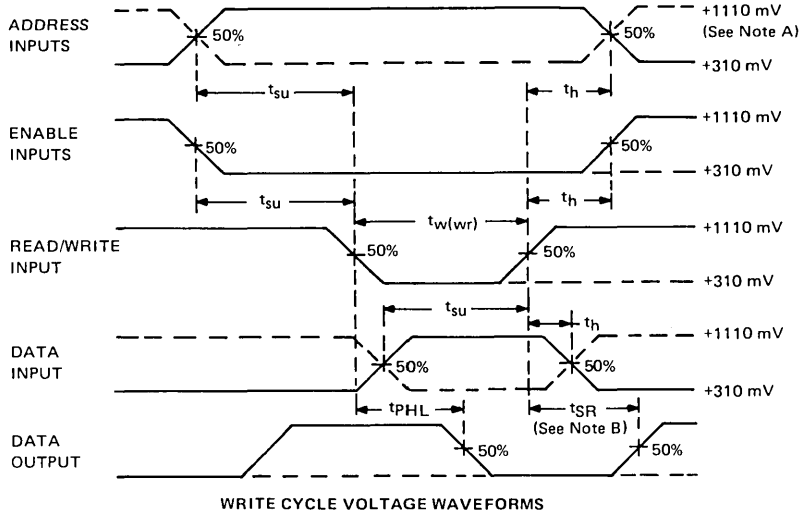 ADDRESS
INPUTS
50%
50%
+1110 mV
(See Note A)
+310 mV
tsu
th
ENABLE
INPUTS
50%
50%
+1110 mV
+310 mV
tsu
th
tw(wr)
READ/WRITE
INPUT
50%
50%
+1110 mV
+310 mV
tsu
th
DATA
INPUT
50%
50%
+1110 mV
+310 mV
tPHL
tSR
(See Note B)
DATA
OUTPUT
50%
50%
WRITE CYCLE VOLTAGE WAVEFORMS